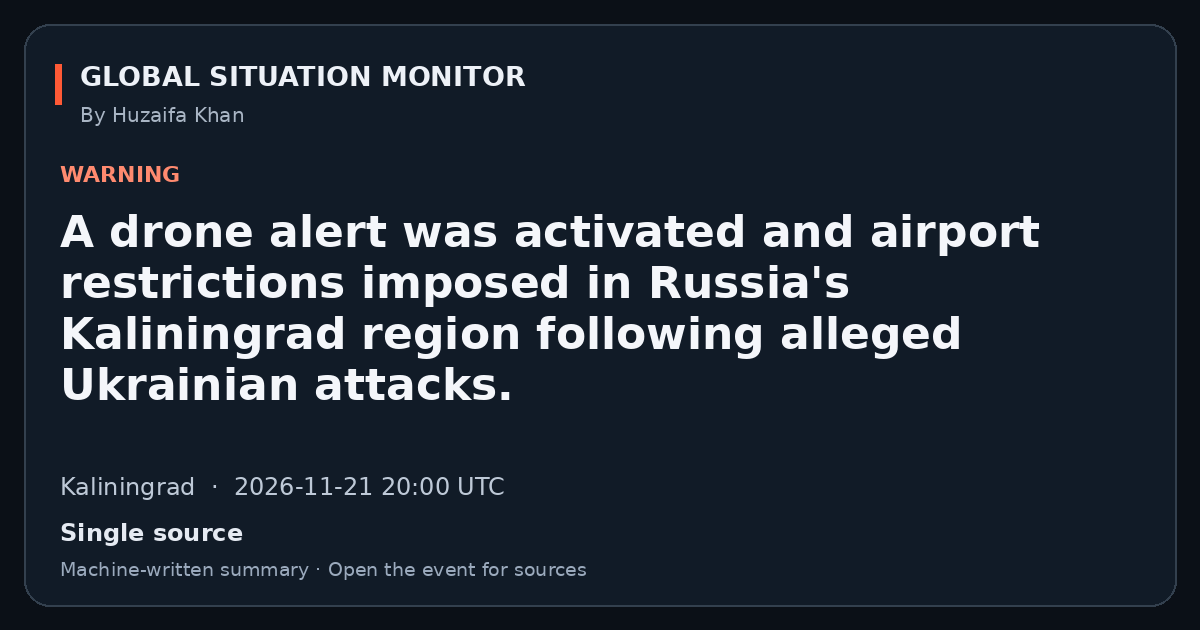 GLOBAL SITUATION MONITOR
By Huzaifa Khan
WARNING
A drone alert was activated and airport
restrictions imposed in Russia's
Kaliningrad region following alleged
Ukrainian attacks.
Kaliningrad · 2026-11-21 20:00 UTC
Single source
Machine-written summary · Open the event for sources